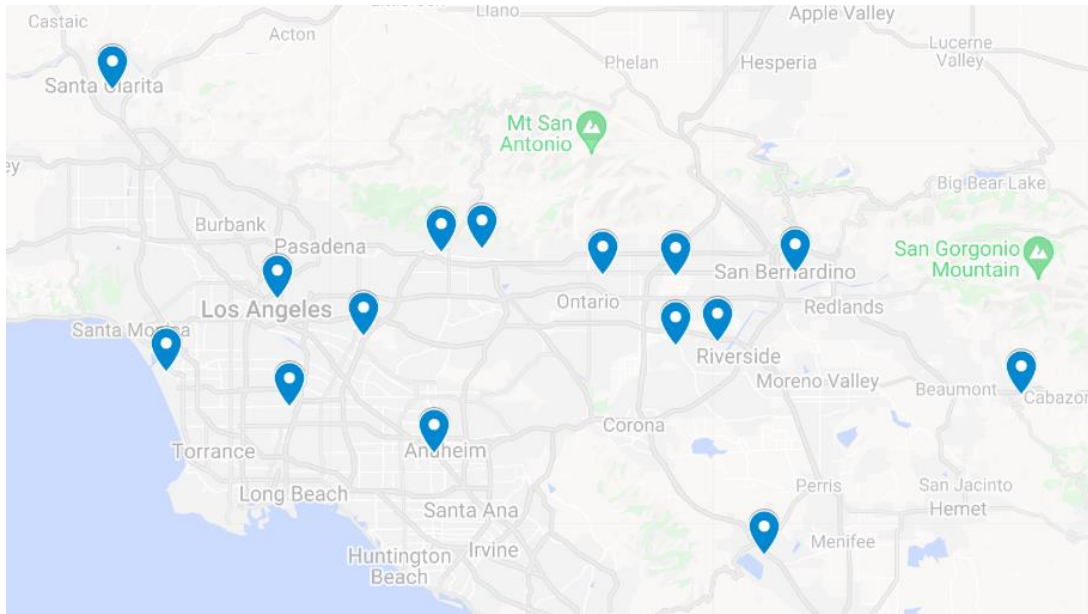 Llano
Castaic
Acton
Apple Valley
Lucerne
Valley
Phelan
Hesperia
Santa Clarita
Mt San
Antonio
ey
Big Bear Lake
Burbank
Pasadena
San Gorgonio
Mountain
San Bernardino
Los Angeles
Ontario
Redlands
Santa Monica
Riverside
Moreno Valley
Beaumont
Cabazon
Corona
Torrance
Anaheim
Long Beach
Perris
San Jacinto
Hemet
Santa Ana
Menifee
Irvine
Huntington
Beach